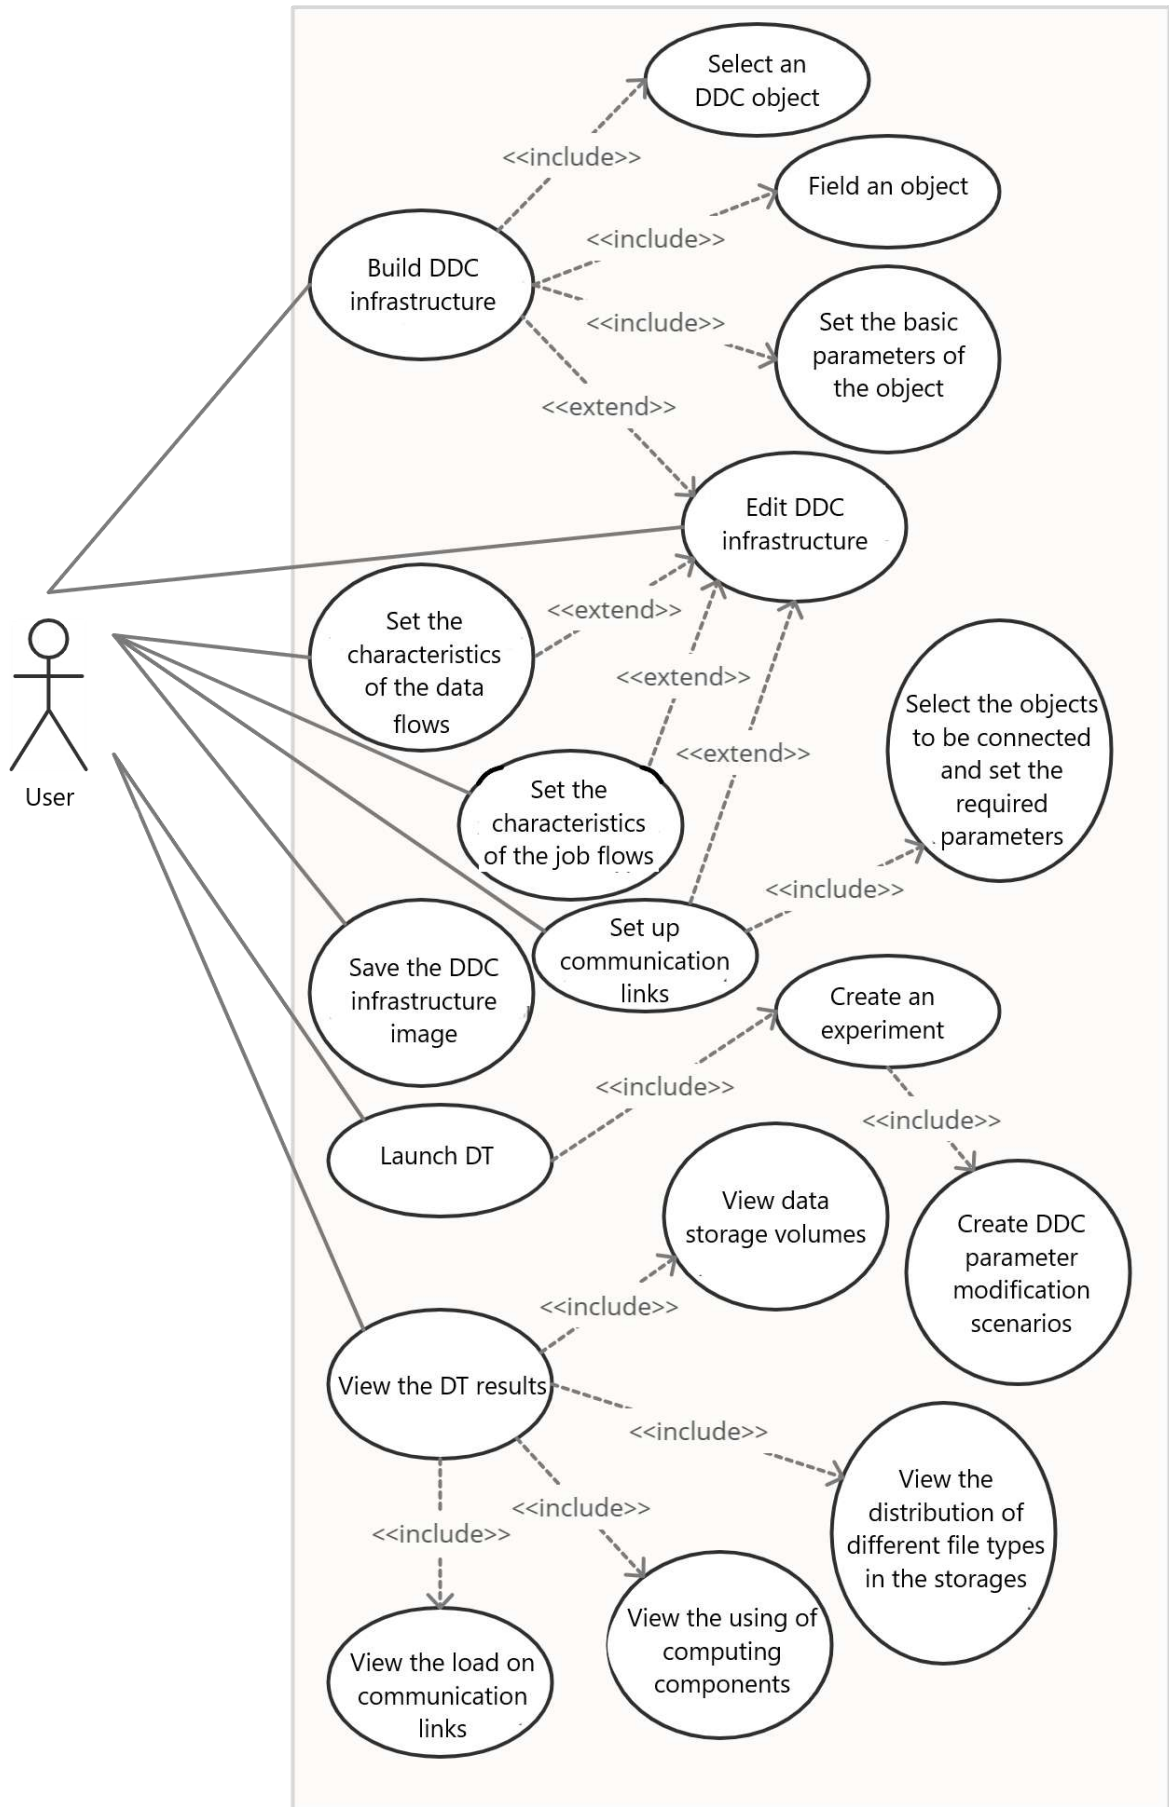 Select an
DDC object
<<include>>
Field an object
<<include>>
Build DDC
infrastructure
<<include>>
Set the basic
parameters of
the object
<<extend>>
Edit DDC
infrastructure
<<extend>>
Set the
characteristics
of the data
flows
<<extend>>
<<extend>>
Select the objects
to be connected
and set the
required
parameters
User
Set the
characteristics
of the job flows
<<include>>
Set up
communication
links
Save the DDC
infrastructure
image
Create an
experiment
<<include>>
<<include>>
Launch DT
View data
storage volumes
Create DDC
parameter
modification
scenarios
<<include>>
View the DT results
<<include>>
View the
distribution of
different file types
in the storages
<<include>>
<<include>>
View the using of
computing
components
View the load on
communication
links